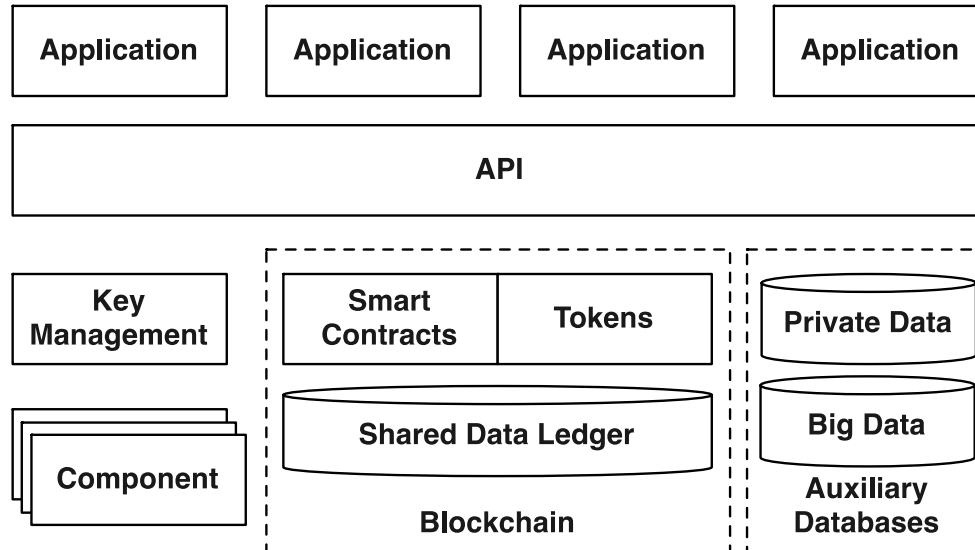 Application
Application
Application
Application
API
Key
Management
Smart
Contracts
Tokens
Private Data
Shared Data Ledger
Big Data
Component
Blockchain
Auxiliary
Databases